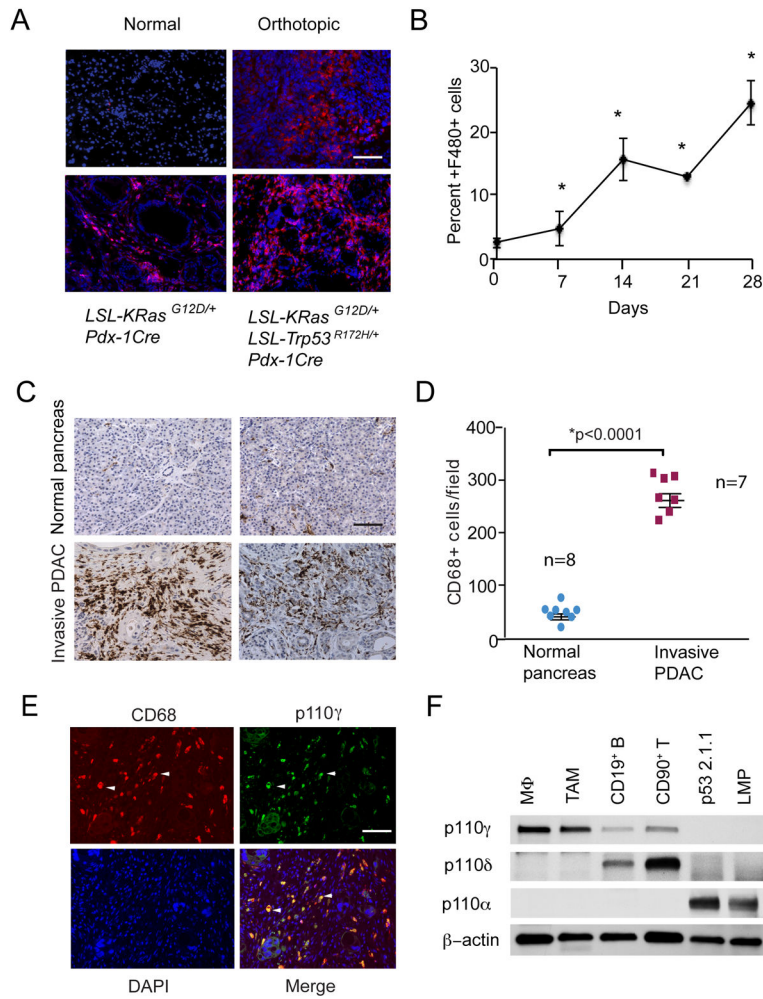 A
Normal
Orthotopic
LSL-KRas G12D/+
Pdx-1Cre
LSL-KRas G12D/+
LSL-Trp53 R172H/+
Pdx-1Cre
B
Percent +F480+ cells
30
20
10
0
0 7 14 21 28
Days
*
*
*
*
C
Normal pancreas
Invasive PDAC
D
CD68+ cells/field
400
300
200
100
0
*p<0.0001
n=7
n=8
Normal
pancreas
Invasive
PDAC
E
CD68
p110γ
DAPI
Merge
F
MΦ
TAM
CD19+ B
CD90+ T
p53 2.1.1
LMP
p110γ
p110δ
p110α
β−actin